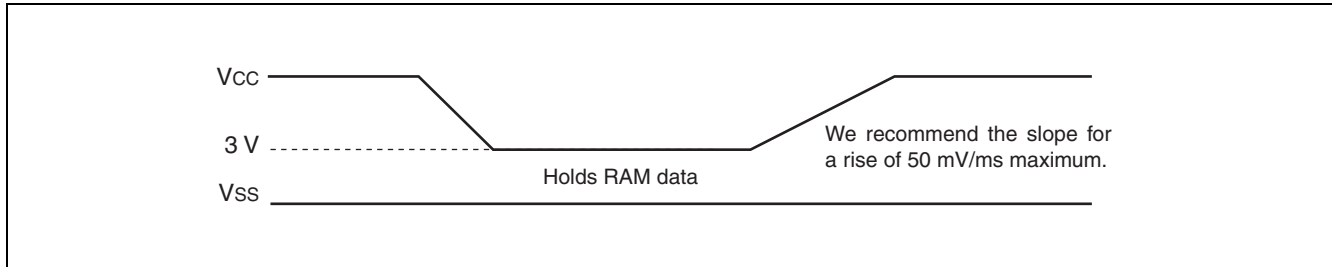 Vcc
3 V
We recommend the slope for
a rise of 50 mV/ms maximum.
Holds RAM data
Vss